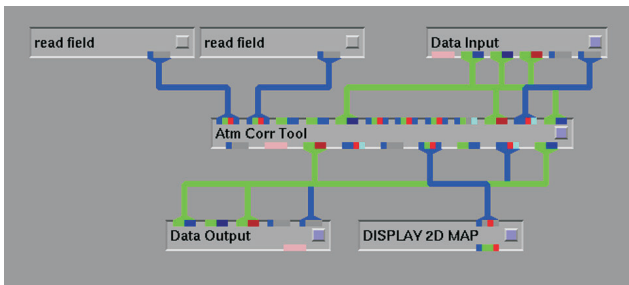 read field
read field
Data Input
Atm Corr Tool
Data Output
DISPLAY 2D MAP